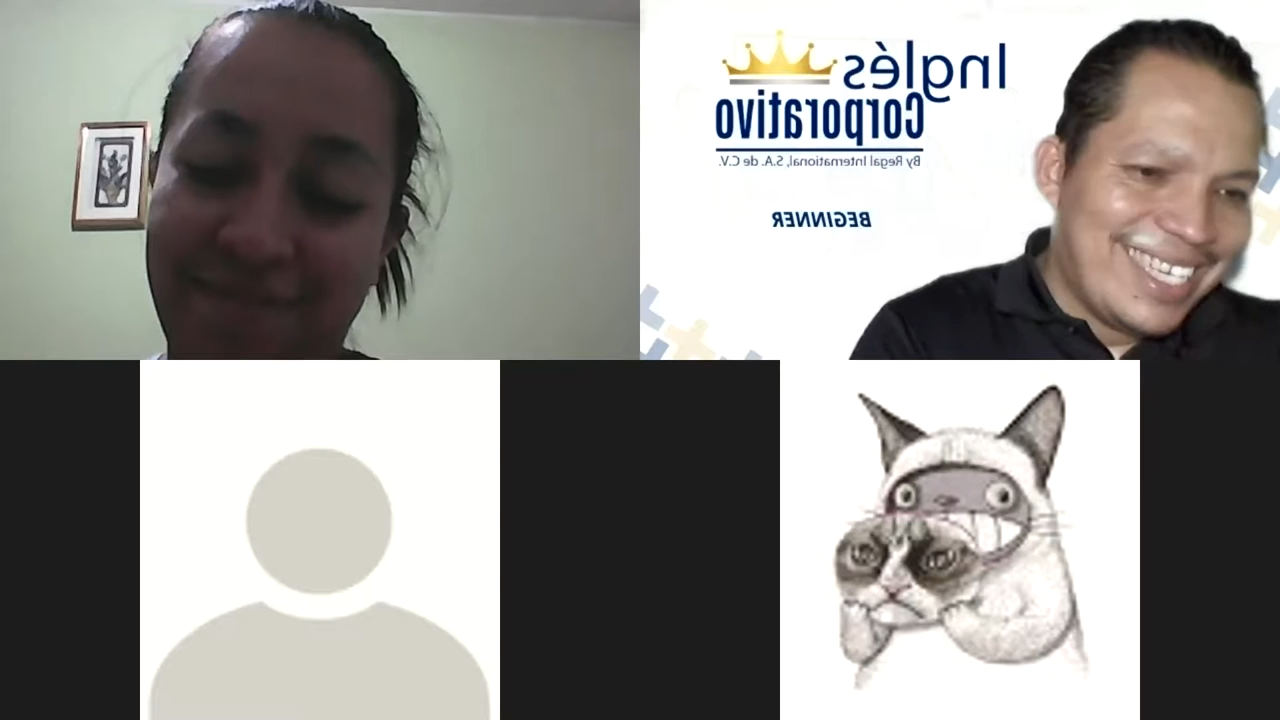 Inglés
Corporativo
By Regal International, S.A. de C.V.
BEGINNER